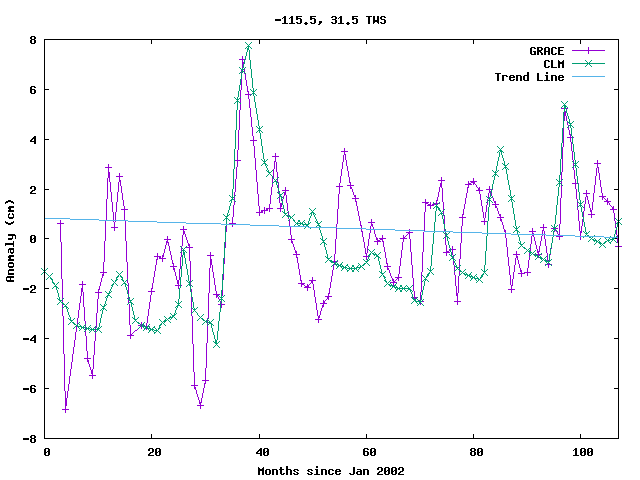 -115.5, 31.5 TWS
GRACE
CLM
Trend Line
Anomaly (cm)
8
6
4
2
0
-2
-4
-6
-8
0 20 40 60 80 100
Months since Jan 2002